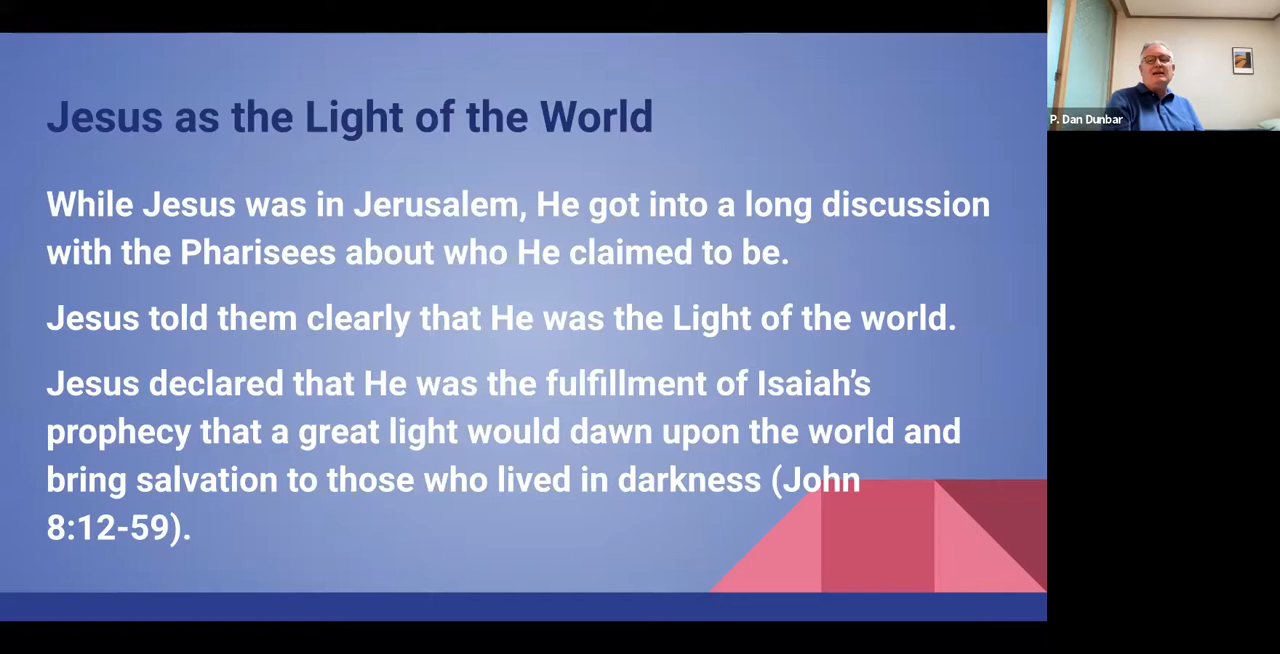 Jesus as the Light of the World
While Jesus was in Jerusalem, He got into a long discussion
with the Pharisees about who He claimed to be.
Jesus told them clearly that He was the Light of the world.
Jesus declared that He was the fulfillment of Isaiah’s
prophecy that a great light would dawn upon the world and
bring salvation to those who lived in darkness (John
8:12-59).
P. Dan Dunbar